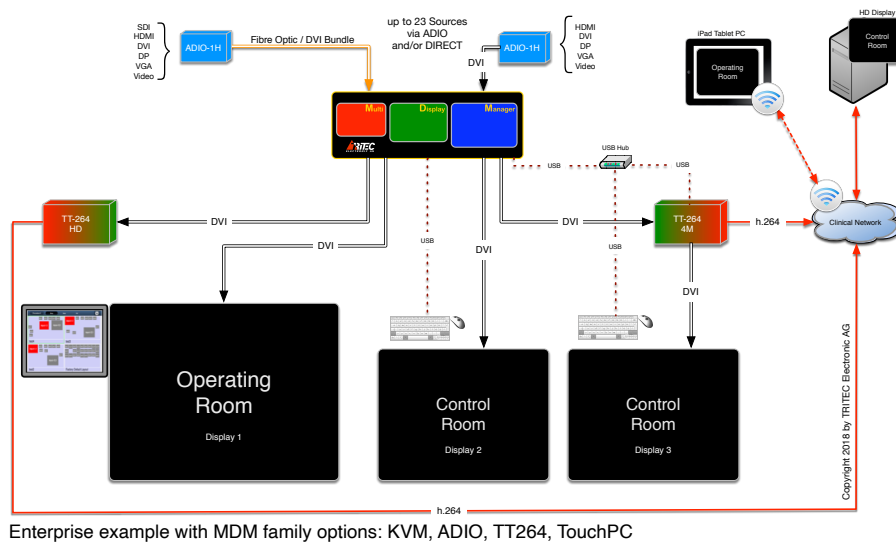 SDI
HDMI
DVI
DP
VGA
Video
ADIO-1H
Fibre Optic / DVI Bundle
up to 23 Sources
via ADIO
and/or DIRECT
DVI
ADIO-1H
HDMI
DVI
DP
VGA
Video
iPad Tablet PC
Operating
Room
HD Display
Control
Room
Multi
Display
Manager
TRITEC
USB
USB Hub
USB
TT-264
HD
DVI
DVI
USB
DVI
USB
DVI
TT-264
4M
h.264
Clinical Network
DVI
Operating
Room
Display 1
Control
Room
Display 2
Control
Room
Display 3
Copyright 2018 by TRITEC Electronic AG
h.264
Enterprise example with MDM family options: KVM, ADIO, TT264, TouchPC